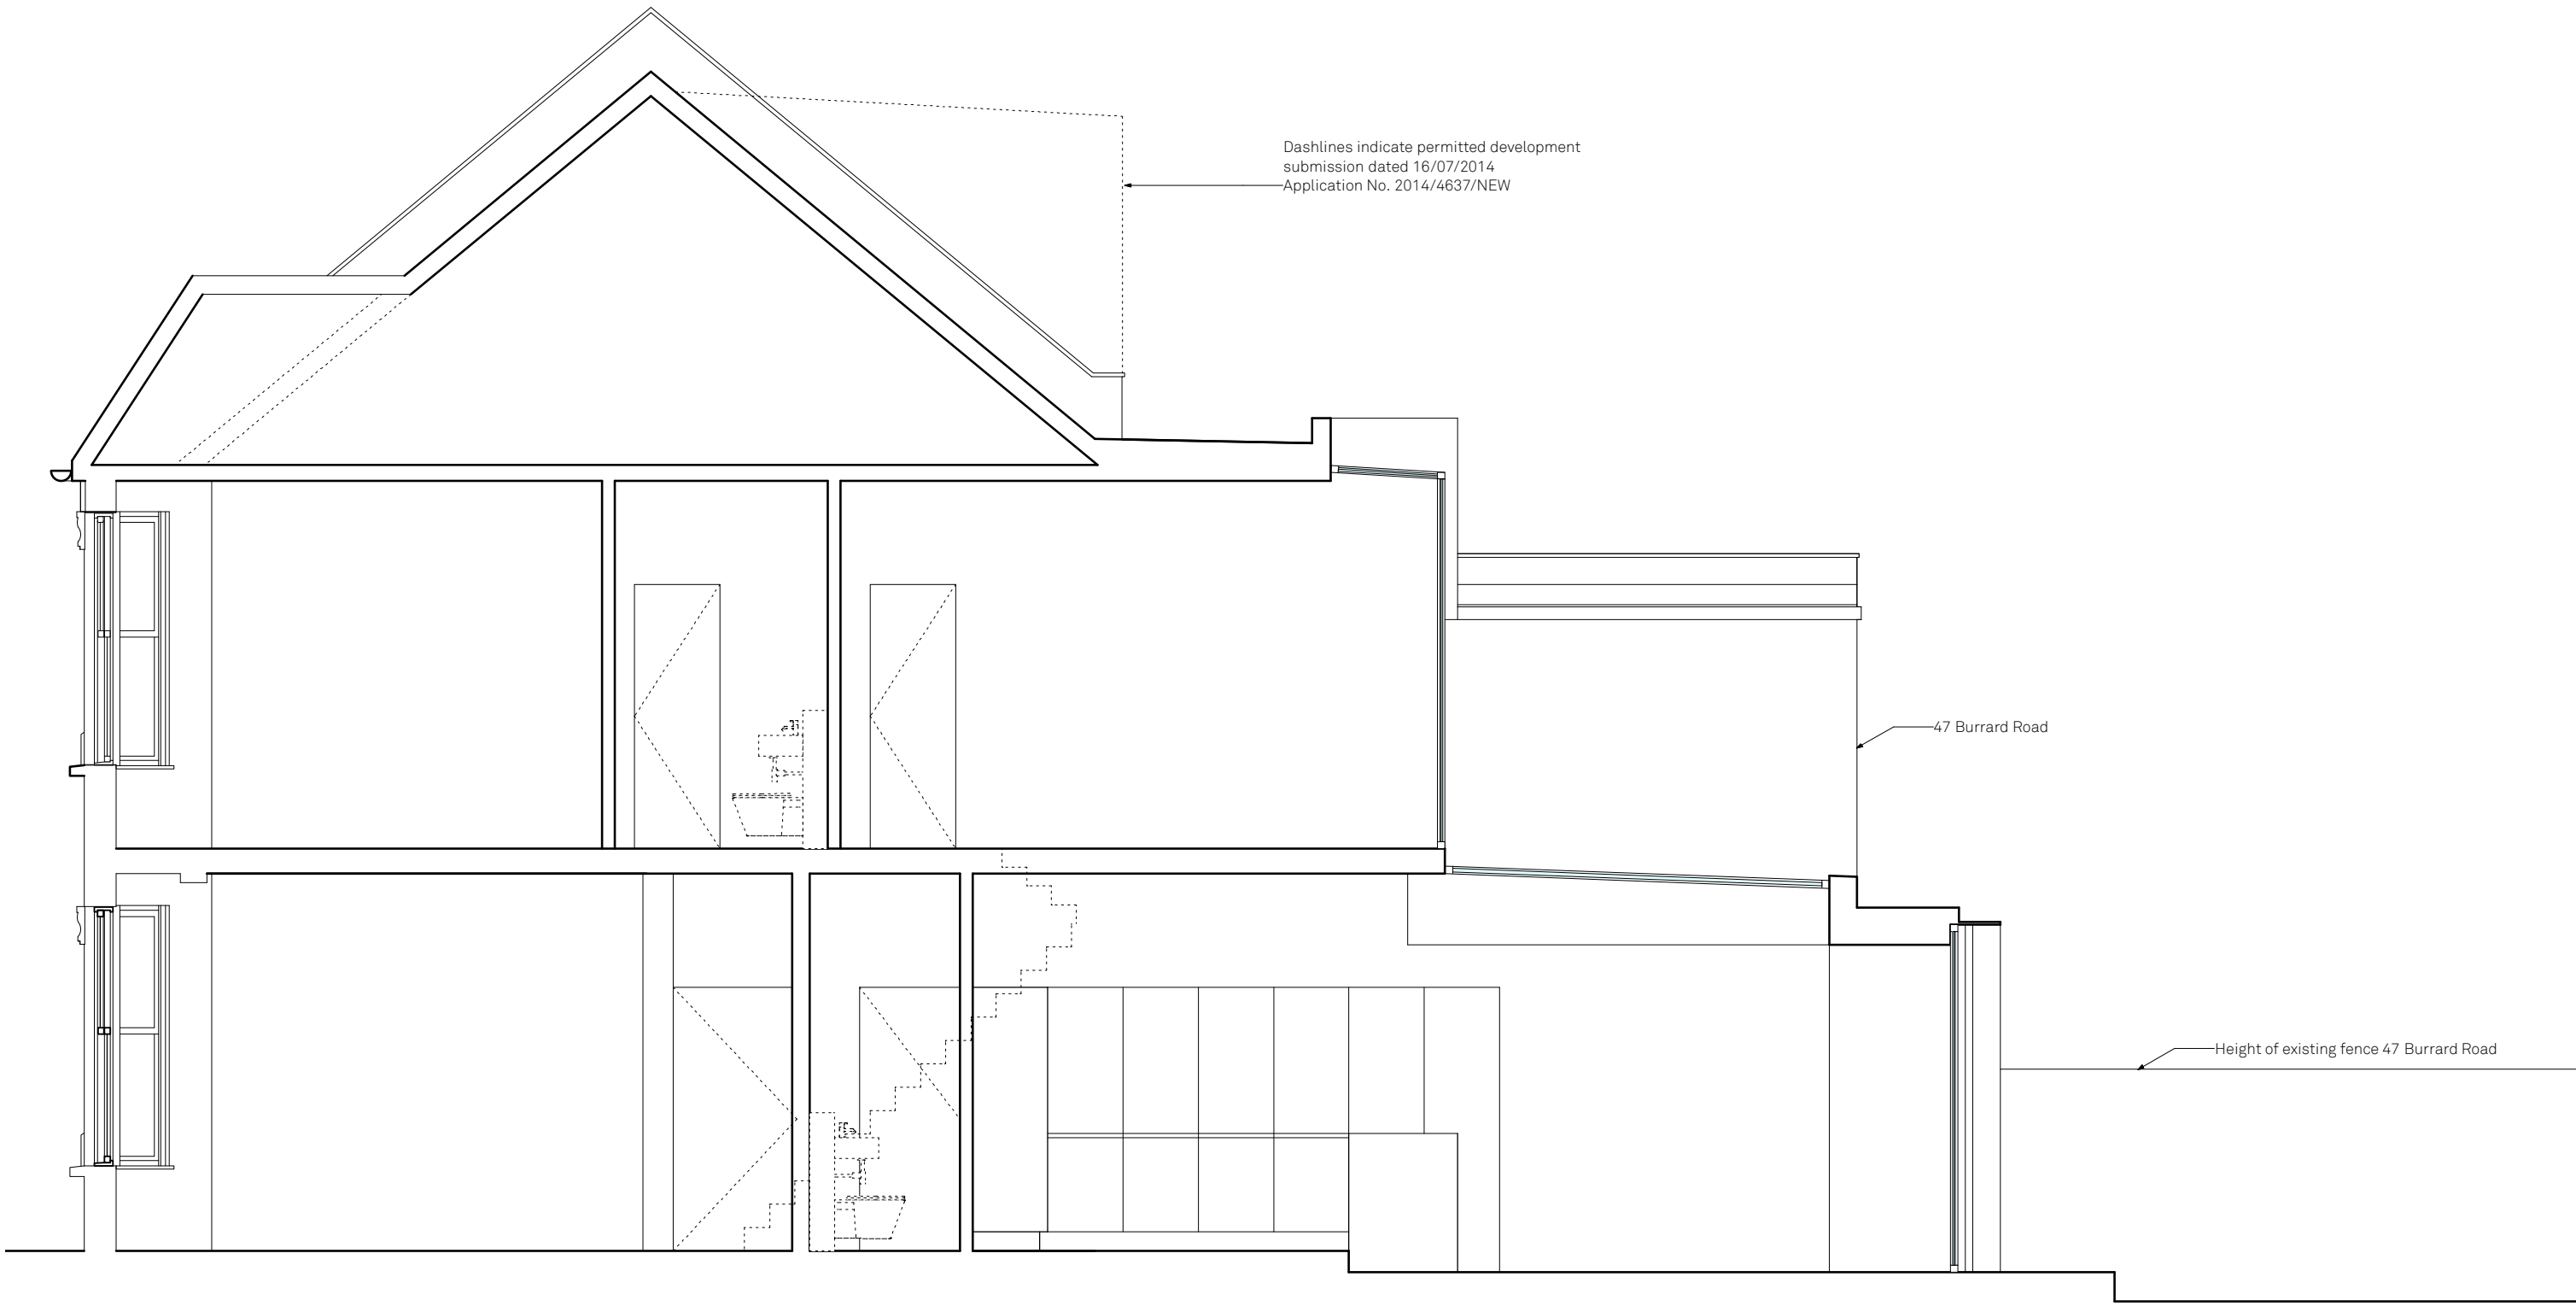 Dashlines indicate permitted development
submission dated 16/07/2014
Application No. 2014/4637/NEW
47 Burrard Road
Height of existing fence 47 Burrard Road